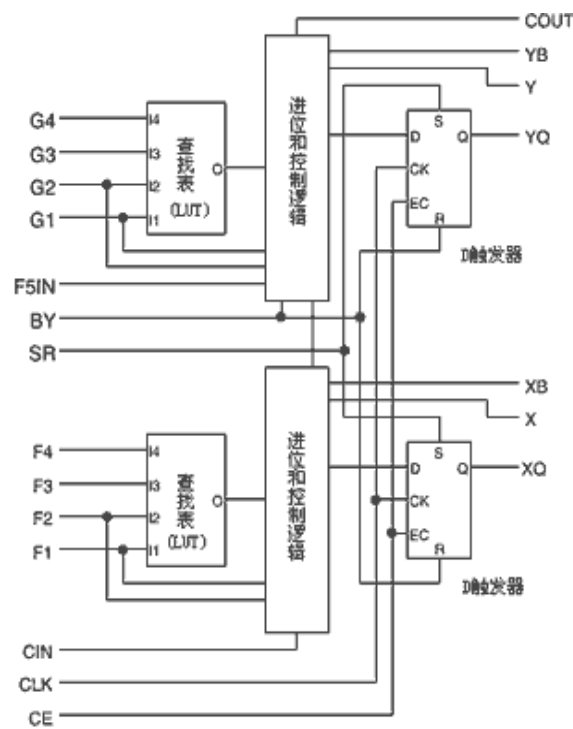 COUT
YB
Y
G4
G3
G2
G1
I4
I3
I2
I1
查找表
(LUT)
O
进位和控制逻辑
S
D
Q
CK
EC
R
YQ
D触发器
F5IN
BY
SR
XB
X
F4
F3
F2
F1
I4
I3
I2
I1
查找表
(LUT)
O
进位和控制逻辑
S
D
Q
CK
EC
R
XQ
D触发器
CIN
CLK
CE